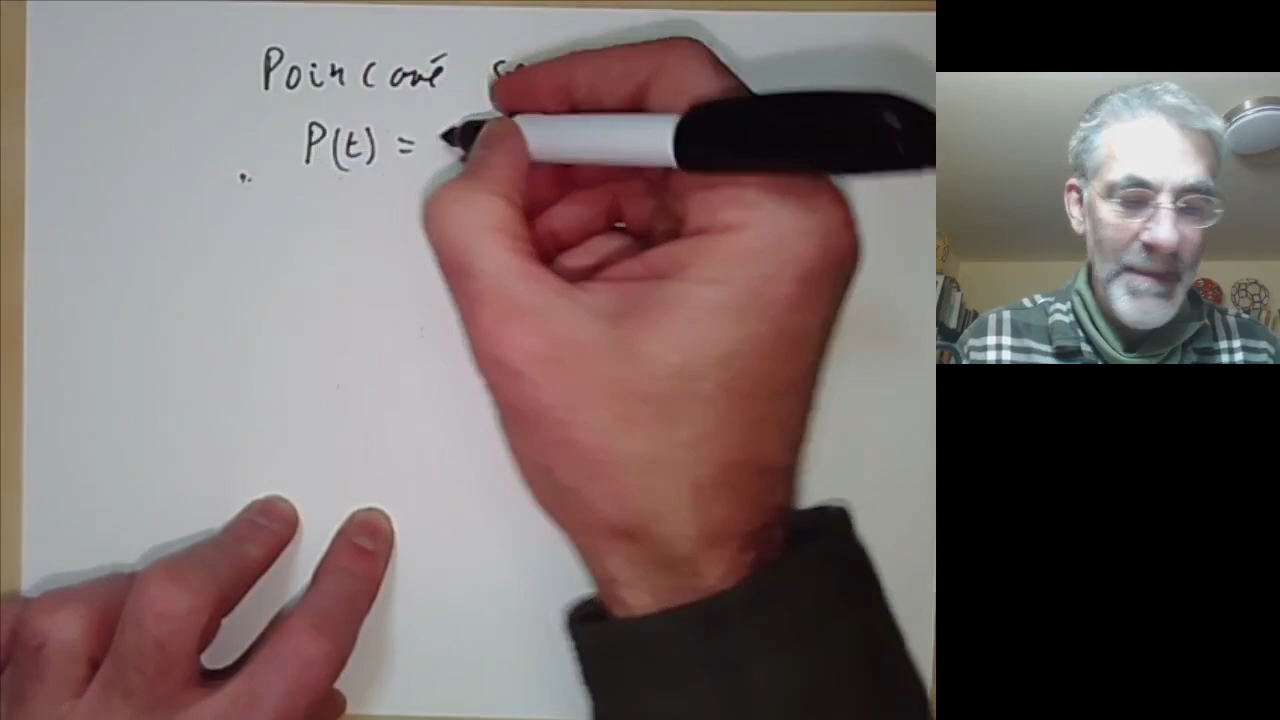 Poincaré
P(t) =